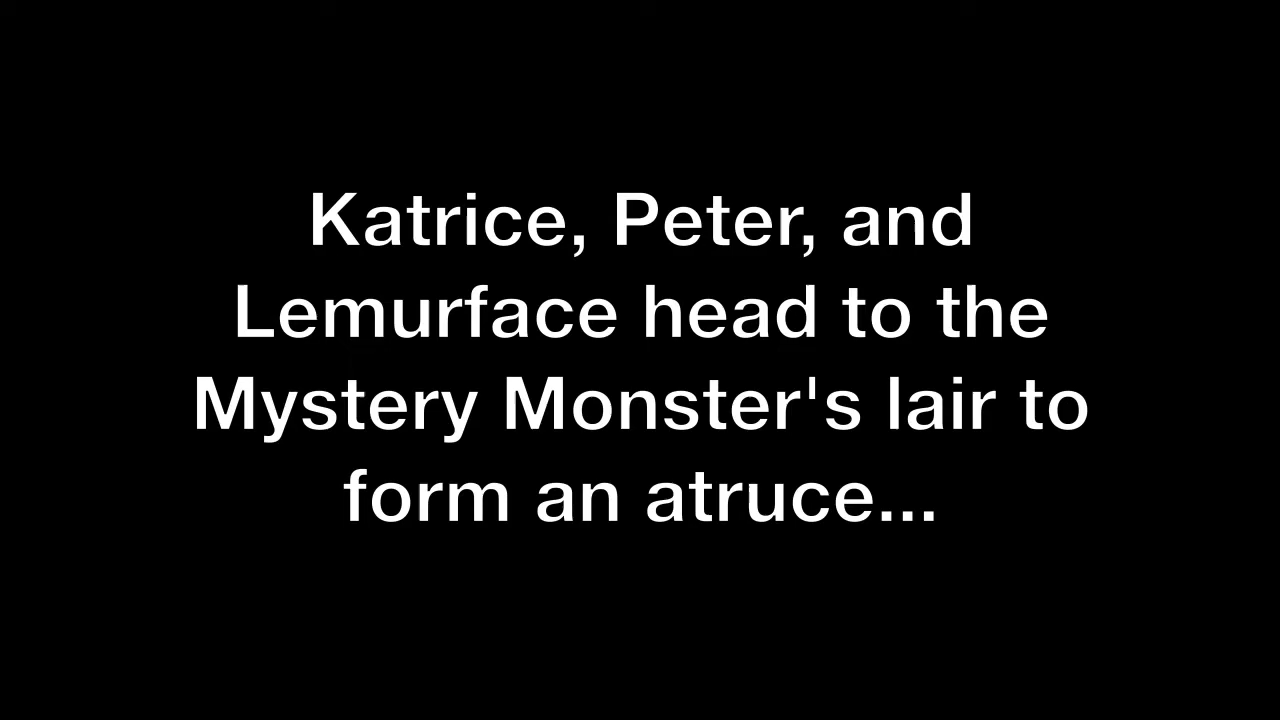 Katrice, Peter, and
Lemurface head to the
Mystery Monster's lair to
form an atruce...